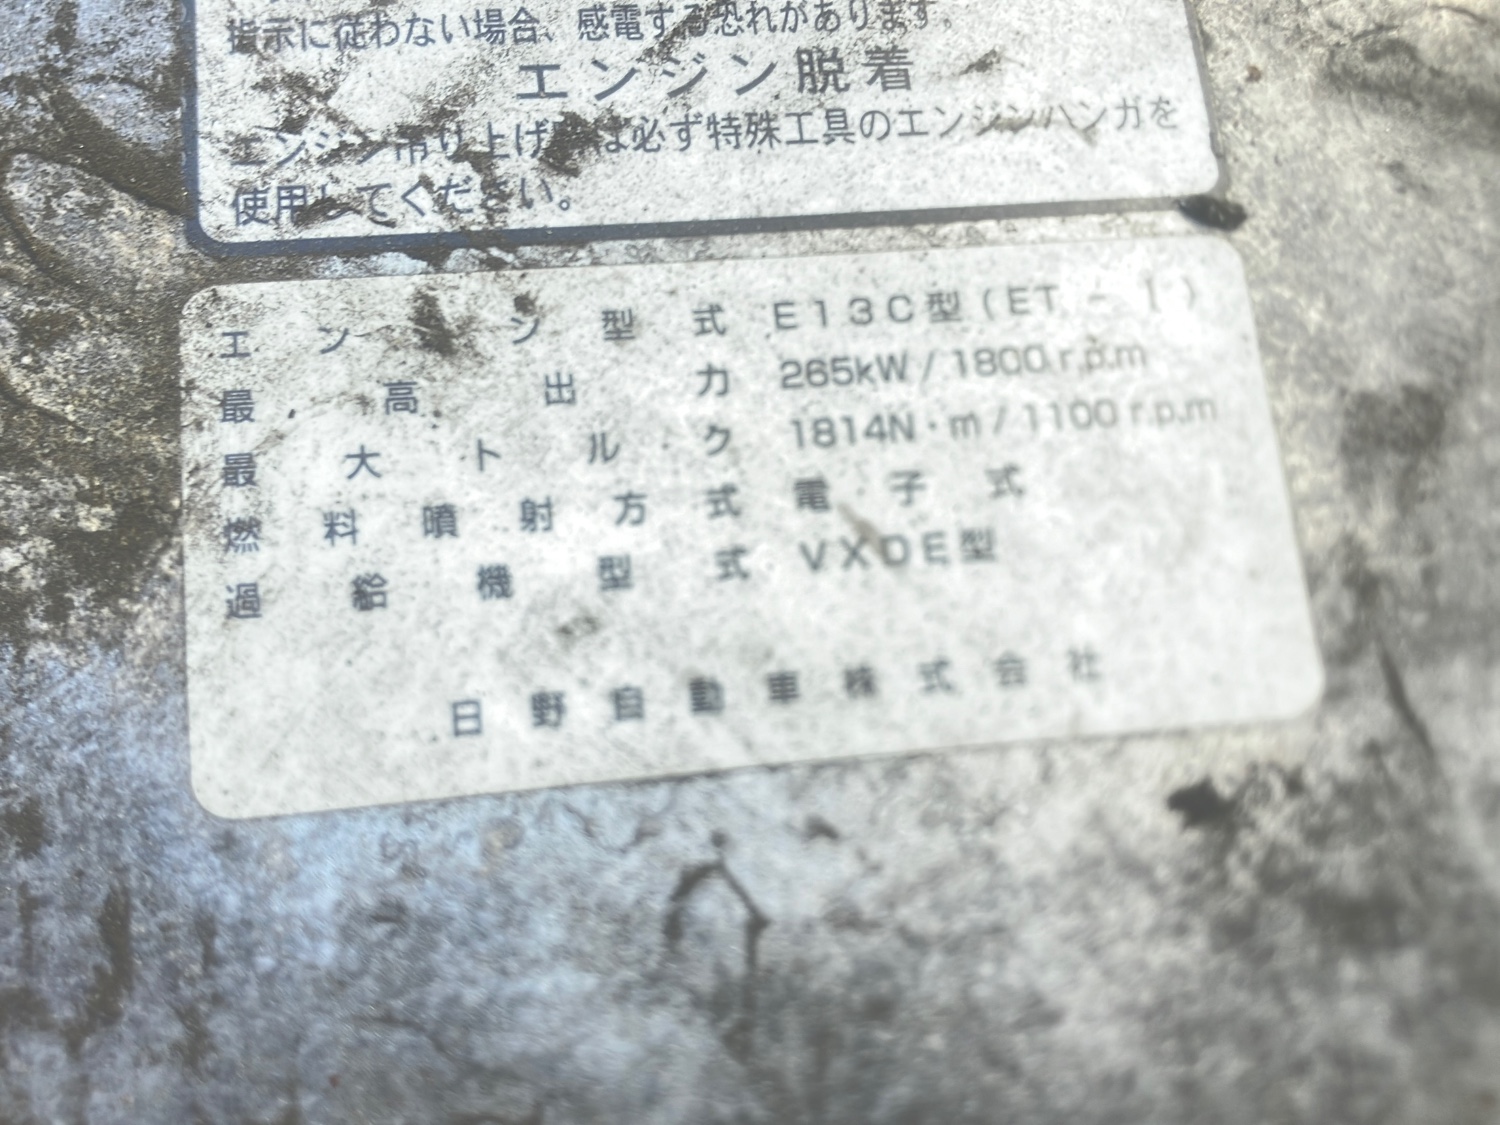 指示に従わない場合、感電する恐れがあります。
エンジン脱着
エンジン吊り上げ時は必ず特殊工具のエンジンハンガを
使用してください。
エンジン型式 E13C型(ET-I)
最高出力 265kW/1800r.p.m
最大トルク 1814N·m/1100r.p.m
燃料噴射方式 電子式
過給機型式 VXDE型
日野自動車株式会社